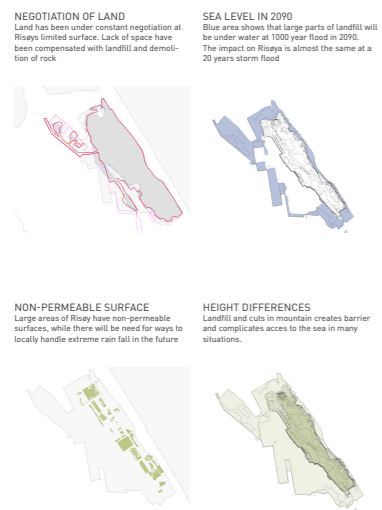 NEGOTIATION OF LAND
Land has been under constant negotiation at
Risøys limited surface. Lack of space have
been compensated with landfill and demoli-
tion of rock
SEA LEVEL IN 2090
Blue area shows that large parts of landfill will
be under water at 1000 year flood in 2090.
The impact on Risøya is almost the same at a
20 years storm flood
NON-PERMEABLE SURFACE
Large areas of Risøy have non-permeable
surfaces, while there will be need for ways to
locally handle extreme rain fall in the future
HEIGHT DIFFERENCES
Landfill and cuts in mountain creates barrier
and complicates acces to the sea in many
situations.